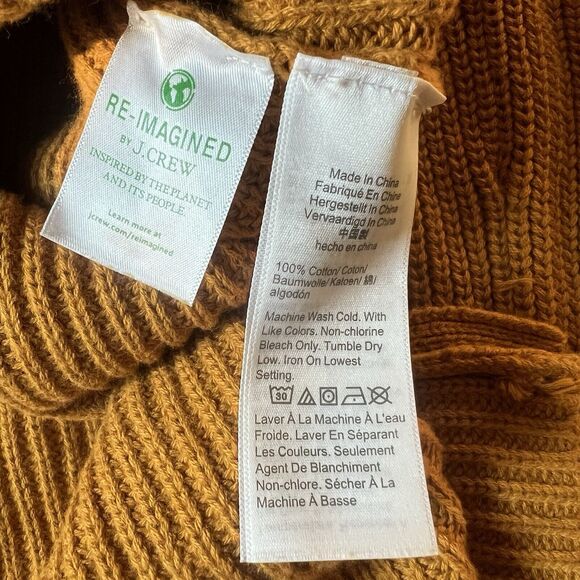 RE-IMAGINED
BY J.CREW
INSPIRED BY THE PLANET
AND ITS PEOPLE
Learn more at
jcrew.com/reimagined
Made In China
Fabriqué En Chine
Hergestellt In China
Vervaardigd In China
中國製
hecho en china
100% Cotton/ Coton/
Baumwolle/ Katoen/ 綿/
algodón
Machine Wash Cold. With
Like Colors. Non-chlorine
Bleach Only. Tumble Dry
Low. Iron On Lowest
Setting.
30
Laver À La Machine À L'eau
Froide. Laver En Séparant
Les Couleurs. Seulement
Agent De Blanchiment
Non-chlore. Sécher À La
Machine À Basse